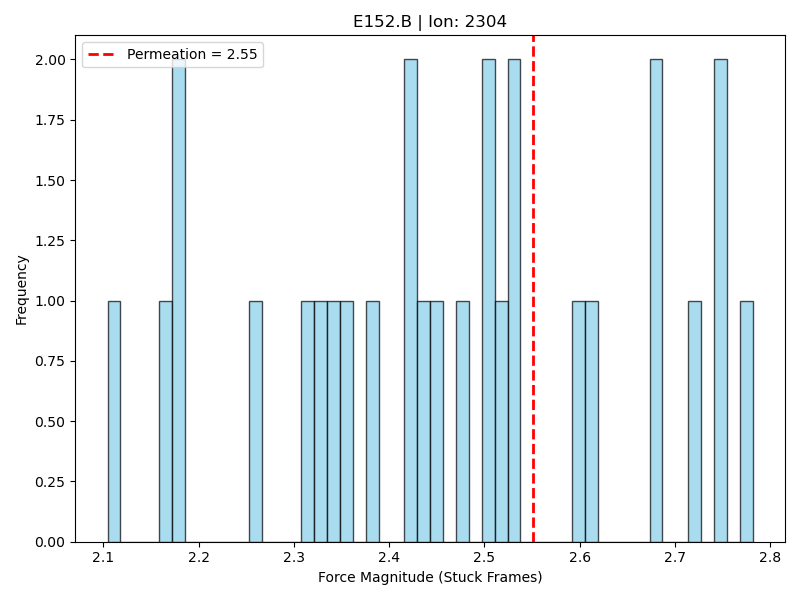 E152.B | Ion: 2304
Permeation = 2.55
Frequency
2.00
1.75
1.50
1.25
1.00
0.75
0.50
0.25
0.00
2.1 2.2 2.3 2.4 2.5 2.6 2.7 2.8
Force Magnitude (Stuck Frames)